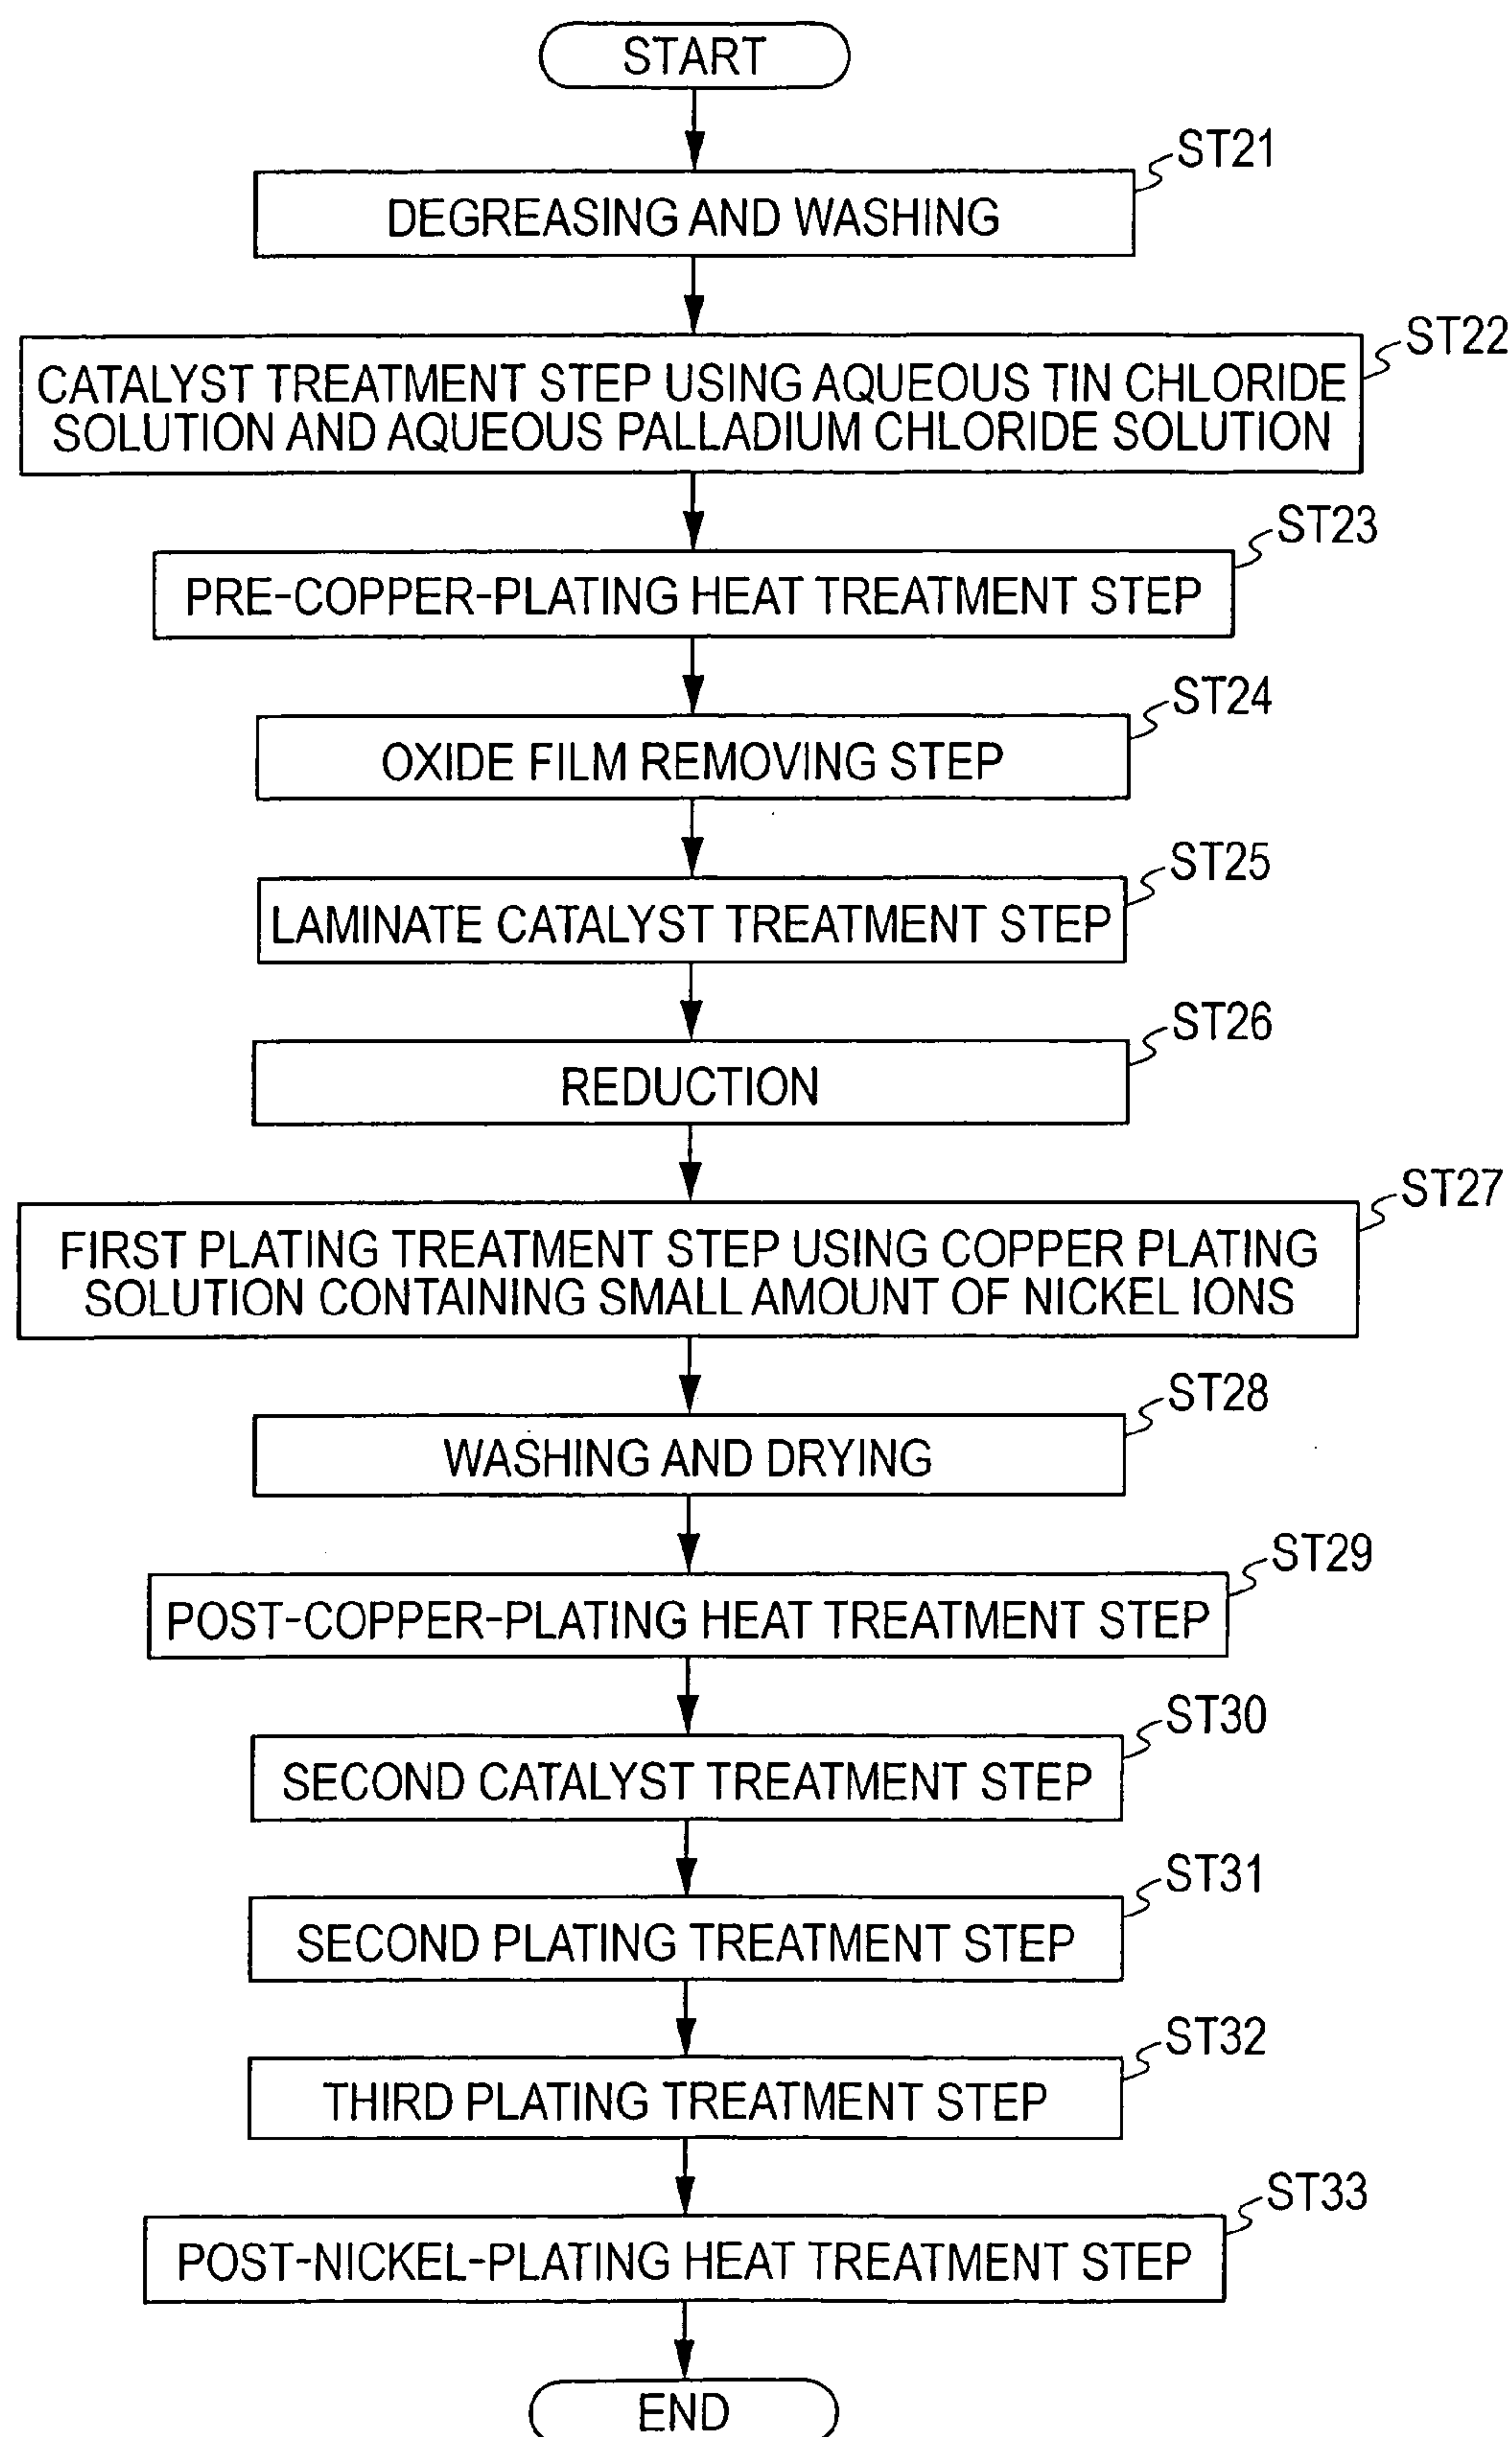 START
ST21
DEGREASING AND WASHING
ST22
CATALYST TREATMENT STEP USING AQUEOUS TIN CHLORIDE
SOLUTION AND AQUEOUS PALLADIUM CHLORIDE SOLUTION
ST23
PRE-COPPER-PLATING HEAT TREATMENT STEP
ST24
OXIDE FILM REMOVING STEP
ST25
LAMINATE CATALYST TREATMENT STEP
ST26
REDUCTION
ST27
FIRST PLATING TREATMENT STEP USING COPPER PLATING
SOLUTION CONTAINING SMALL AMOUNT OF NICKEL IONS
ST28
WASHING AND DRYING
ST29
POST-COPPER-PLATING HEAT TREATMENT STEP
ST30
SECOND CATALYST TREATMENT STEP
ST31
SECOND PLATING TREATMENT STEP
ST32
THIRD PLATING TREATMENT STEP
ST33
POST-NICKEL-PLATING HEAT TREATMENT STEP
END